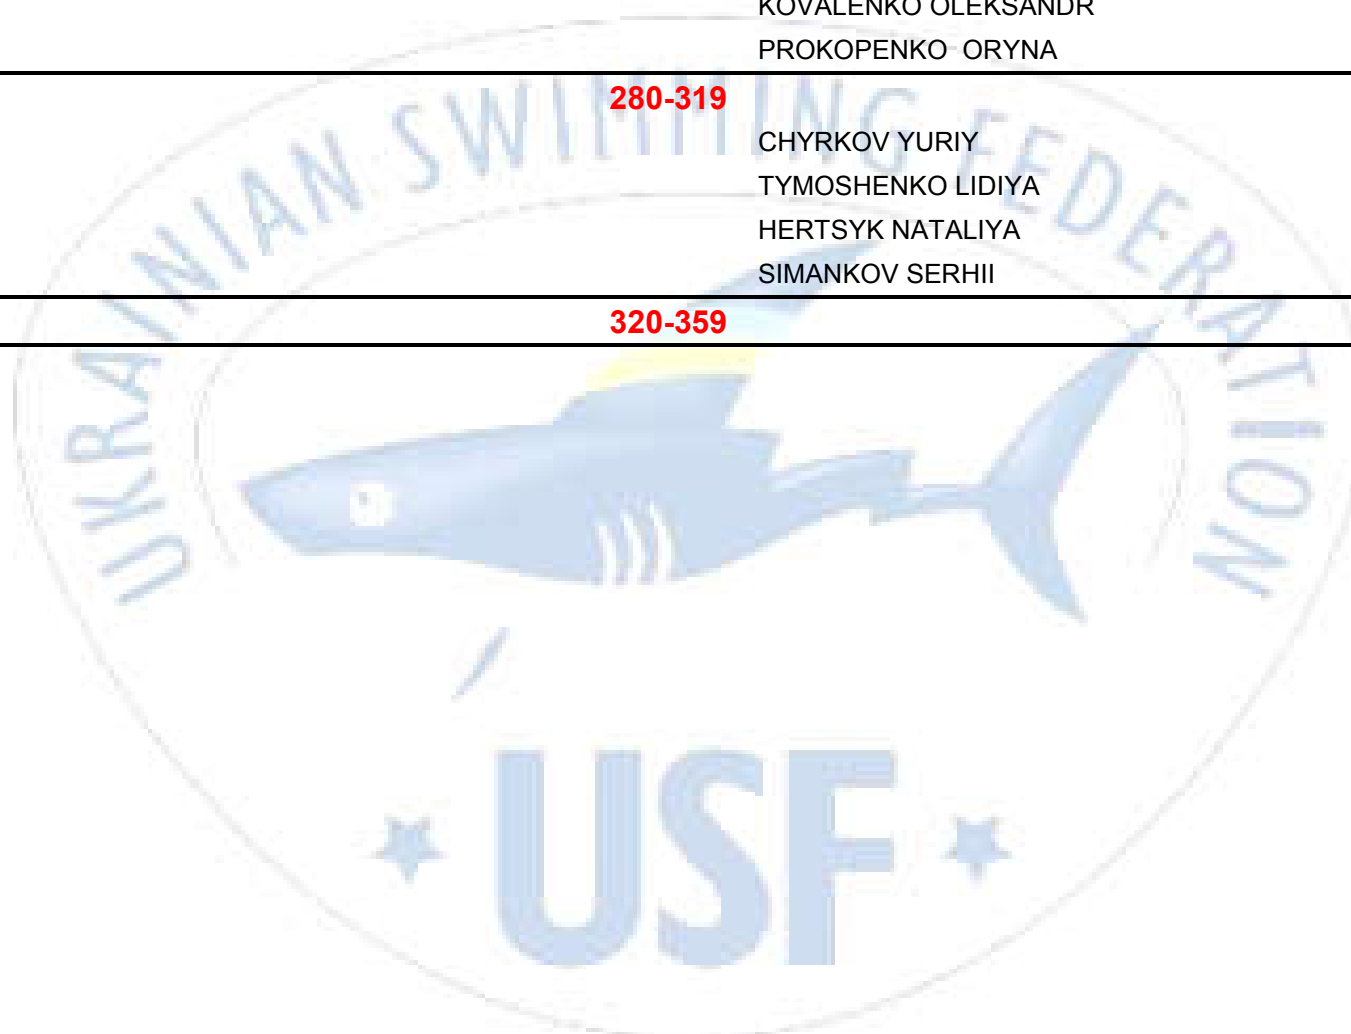 KOVALENKO OLEKSANDR
PROKOPENKO ORYNA
280-319
CHYRKOV YURIY
TYMOSHENKO LIDIYA
HERTSYK NATALIYA
SIMANKOV SERHII
320-359
UKRAINIAN SWIMMING FEDERATION
USF